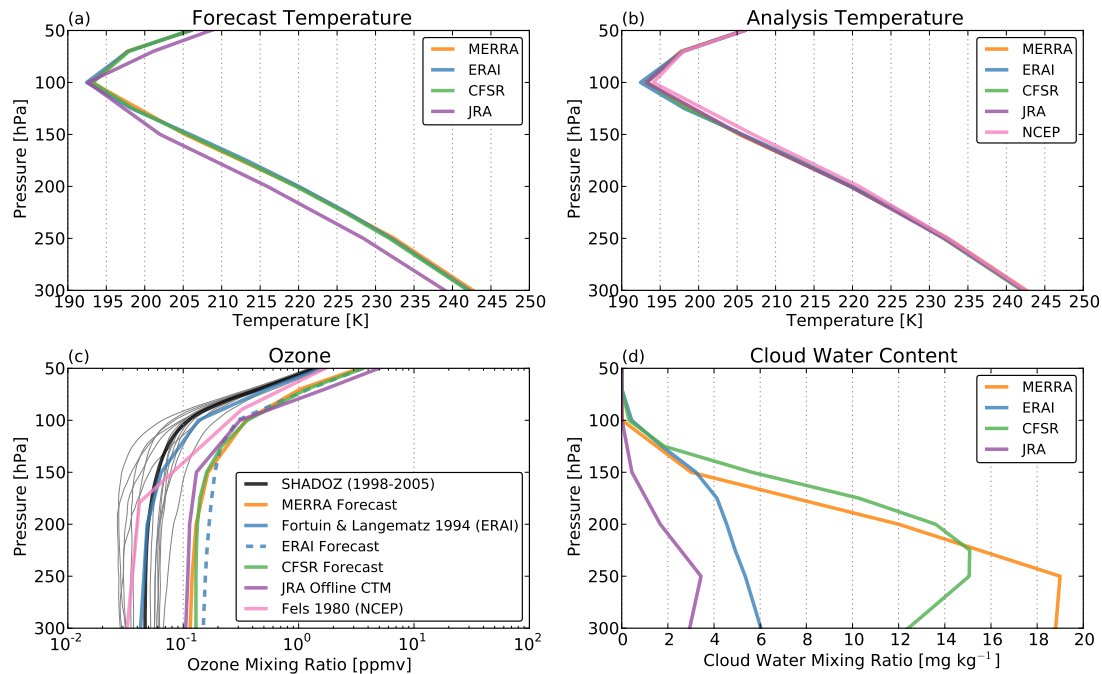 (a) Forecast Temperature
50
100
150
200
250
300
Pressure [hPa]
MERRA
ERAI
CFSR
JRA
190 195 200 205 210 215 220 225 230 235 240 245 250
Temperature [K]
(b) Analysis Temperature
50
100
150
200
250
300
Pressure [hPa]
MERRA
ERAI
CFSR
JRA
NCEP
190 195 200 205 210 215 220 225 230 235 240 245 250
Temperature [K]
(c) Ozone
50
100
150
200
250
300
Pressure [hPa]
SHADOZ (1998-2005)
MERRA Forecast
Fortuin & Langematz 1994 (ERAI)
ERAI Forecast
CFSR Forecast
JRA Offline CTM
Fels 1980 (NCEP)
10⁻² 10⁻¹ 10⁰ 10¹ 10²
Ozone Mixing Ratio [ppmv]
(d) Cloud Water Content
50
100
150
200
250
300
Pressure [hPa]
MERRA
ERAI
CFSR
JRA
0 2 4 6 8 10 12 14 16 18 20
Cloud Water Mixing Ratio [mg kg⁻¹]